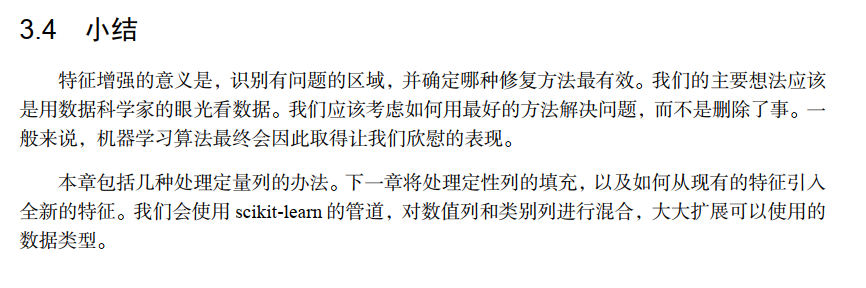 3.4 小结
特征增强的意义是，识别有问题的区域，并确定哪种修复方法最有效。我们的主要想法应该
是用数据科学家的眼光看数据。我们应该考虑如何用最好的方法解决问题，而不是删除了事。一
般来说，机器学习算法最终会因此取得让我们欣慰的表现。
本章包括几种处理定量列的办法。下一章将处理定性列的填充，以及如何从现有的特征引入
全新的特征。我们会使用 scikit-learn 的管道，对数值列和类别列进行混合，大大扩展可以使用的
数据类型。